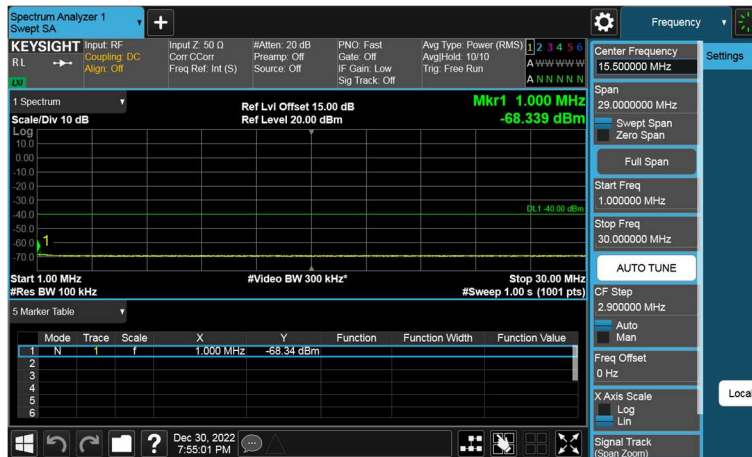 Spectrum Analyzer 1
Swept SA
Frequency
KEYSIGHT
RL
LXI
Input: RF
Coupling: DC
Align: Off
Input Z: 50 Ω
Corr CCorr
Freq Ref: Int (S)
#Atten: 20 dB
Preamp: Off
Source: Off
PNO: Fast
Gate: Off
IF Gain: Low
Sig Track: Off
Avg Type: Power (RMS)
Avg|Hold: 10/10
Trig: Free Run
1 2 3 4 5 6
A W W W W W
A N N N N N
1 Spectrum
Scale/Div 10 dB
Ref Lvl Offset 15.00 dB
Ref Level 20.00 dBm
Mkr1 1.000 MHz
-68.339 dBm
Log
10.0
0.00
-10.0
-20.0
-30.0
-40.0
-50.0
-60.0
-70.0
DL1 -40.00 dBm
1
Start 1.00 MHz
#Res BW 100 kHz
#Video BW 300 kHz*
Stop 30.00 MHz
#Sweep 1.00 s (1001 pts)
5 Marker Table
Mode Trace Scale X Y Function Function Width Function Value
1 N 1 f 1.000 MHz -68.34 dBm
2
3
4
5
6
Dec 30, 2022
7:55:01 PM
Center Frequency
15.500000 MHz
Settings
Span
29.0000000 MHz
Swept Span
Zero Span
Full Span
Start Freq
1.000000 MHz
Stop Freq
30.000000 MHz
AUTO TUNE
CF Step
2.900000 MHz
Auto
Man
Freq Offset
0 Hz
X Axis Scale
Log
Lin
Local
Signal Track
(Span Zoom)